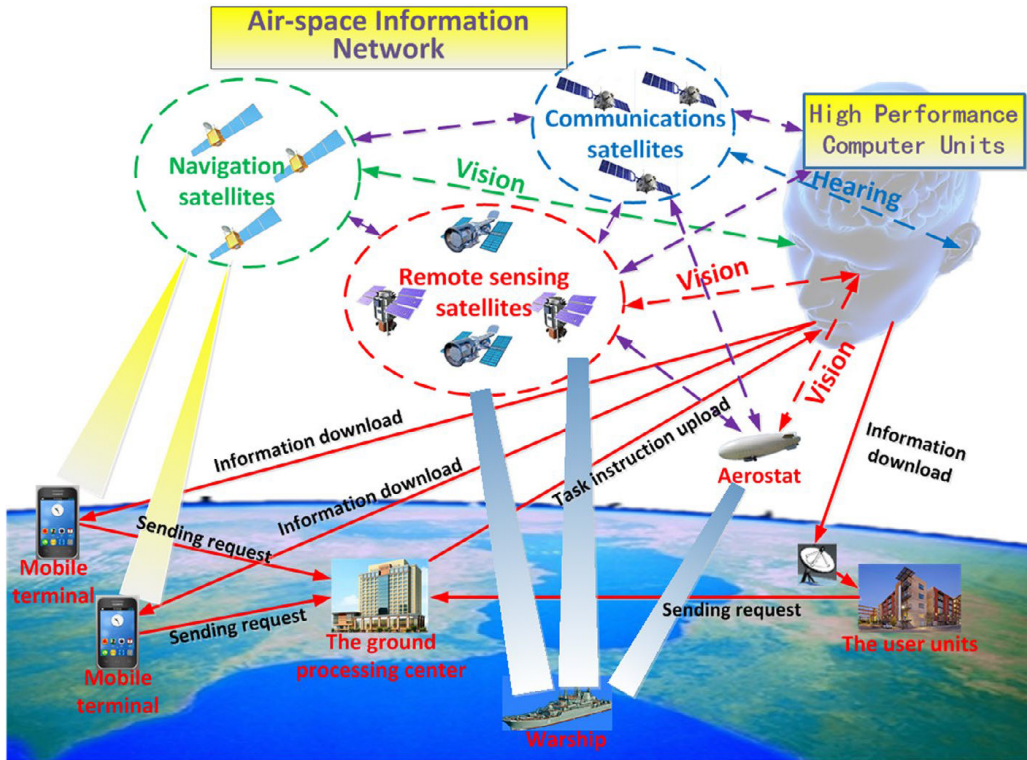 Air-space Information
Network
Communications
satellites
High Performance
Computer Units
Navigation
satellites
Vision
Hearing
Remote sensing
satellites
Vision
Vision
Information download
Information download
Task instruction upload
Information
download
Aerostat
Sending request
Mobile
terminal
Sending request
Sending request
The ground
processing center
The user units
Mobile
terminal
Warship